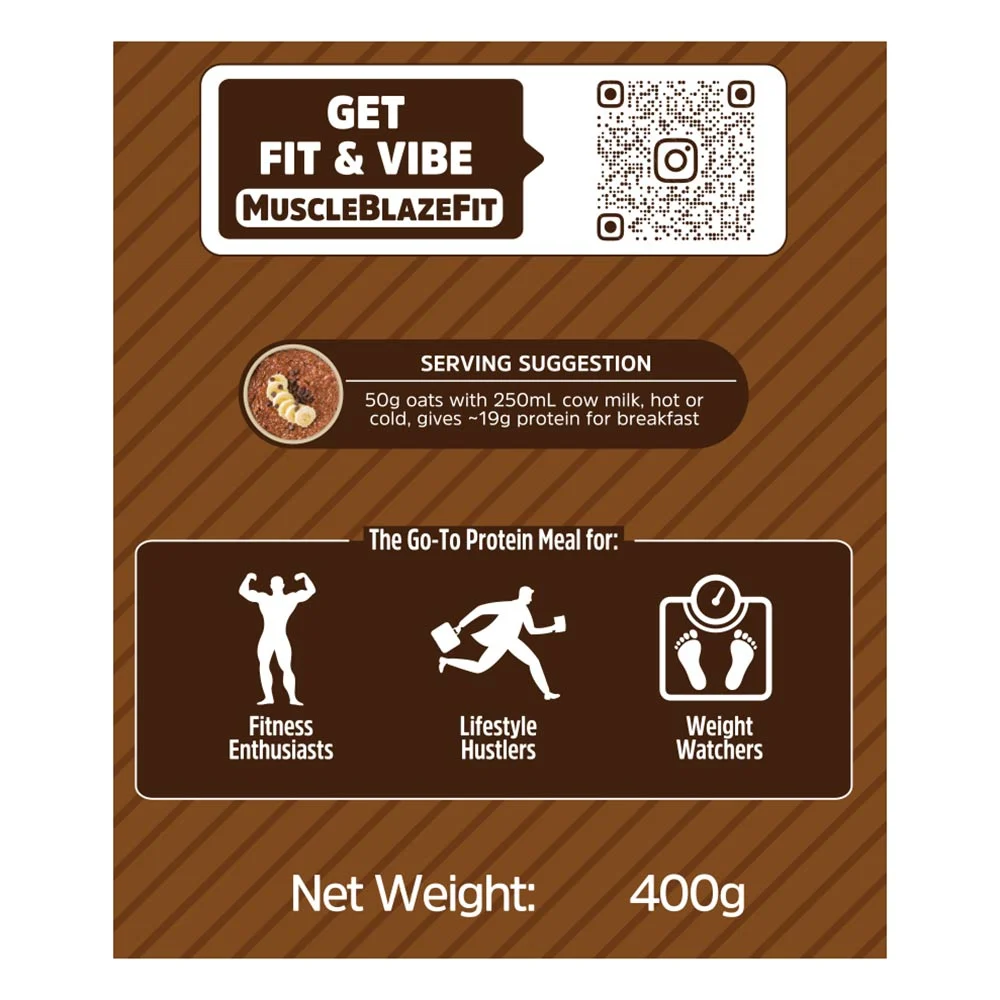 GET
FIT & VIBE
MUSCLEBLAZEFIT
SERVING SUGGESTION
50g oats with 250mL cow milk, hot or
cold, gives ~19g protein for breakfast
The Go-To Protein Meal for:
Fitness
Enthusiasts
Lifestyle
Hustlers
Weight
Watchers
Net Weight: 400g